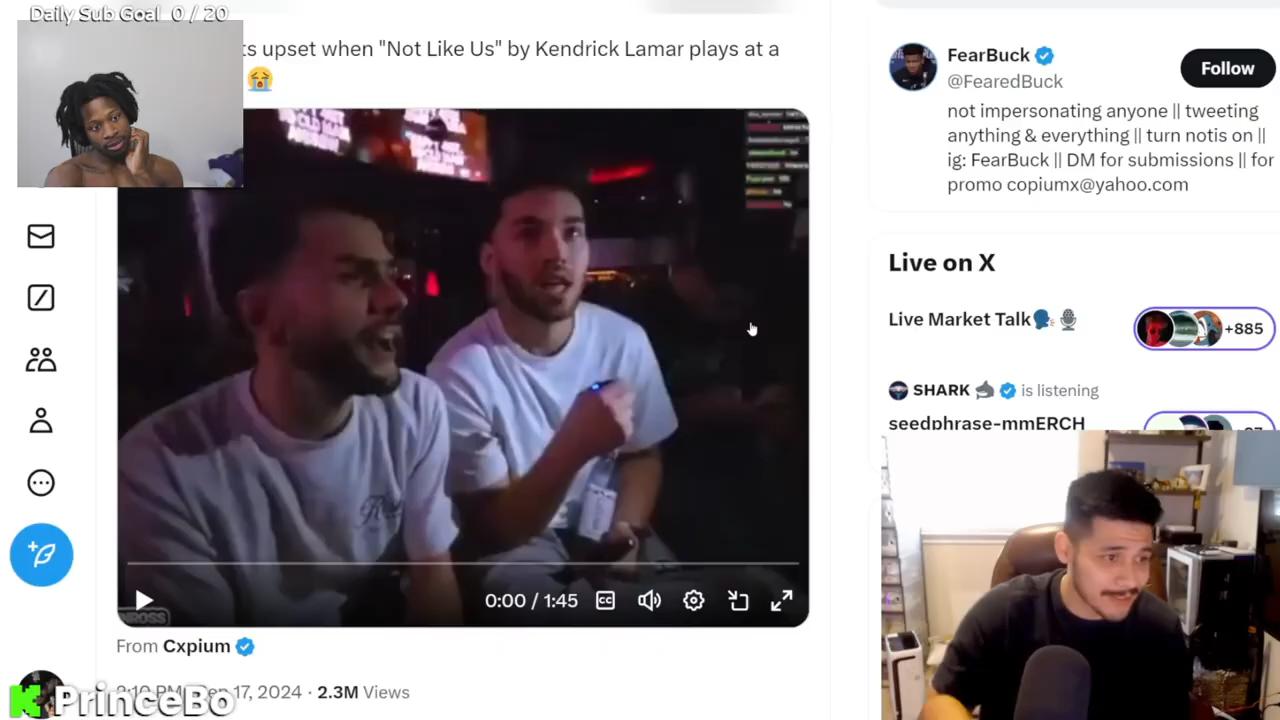 Daily Sub Goal 0 / 20
ts upset when "Not Like Us" by Kendrick Lamar plays at a
0:00 / 1:45
CC
From Cxpium
17, 2024 · 2.3M Views
PrinceBo
FearBuck
@FearedBuck
Follow
not impersonating anyone || tweeting
anything & everything || turn notis on ||
ig: FearBuck || DM for submissions || for
promo copiumx@yahoo.com
Live on X
Live Market Talk
+885
SHARK is listening
seedphrase-mmERCH